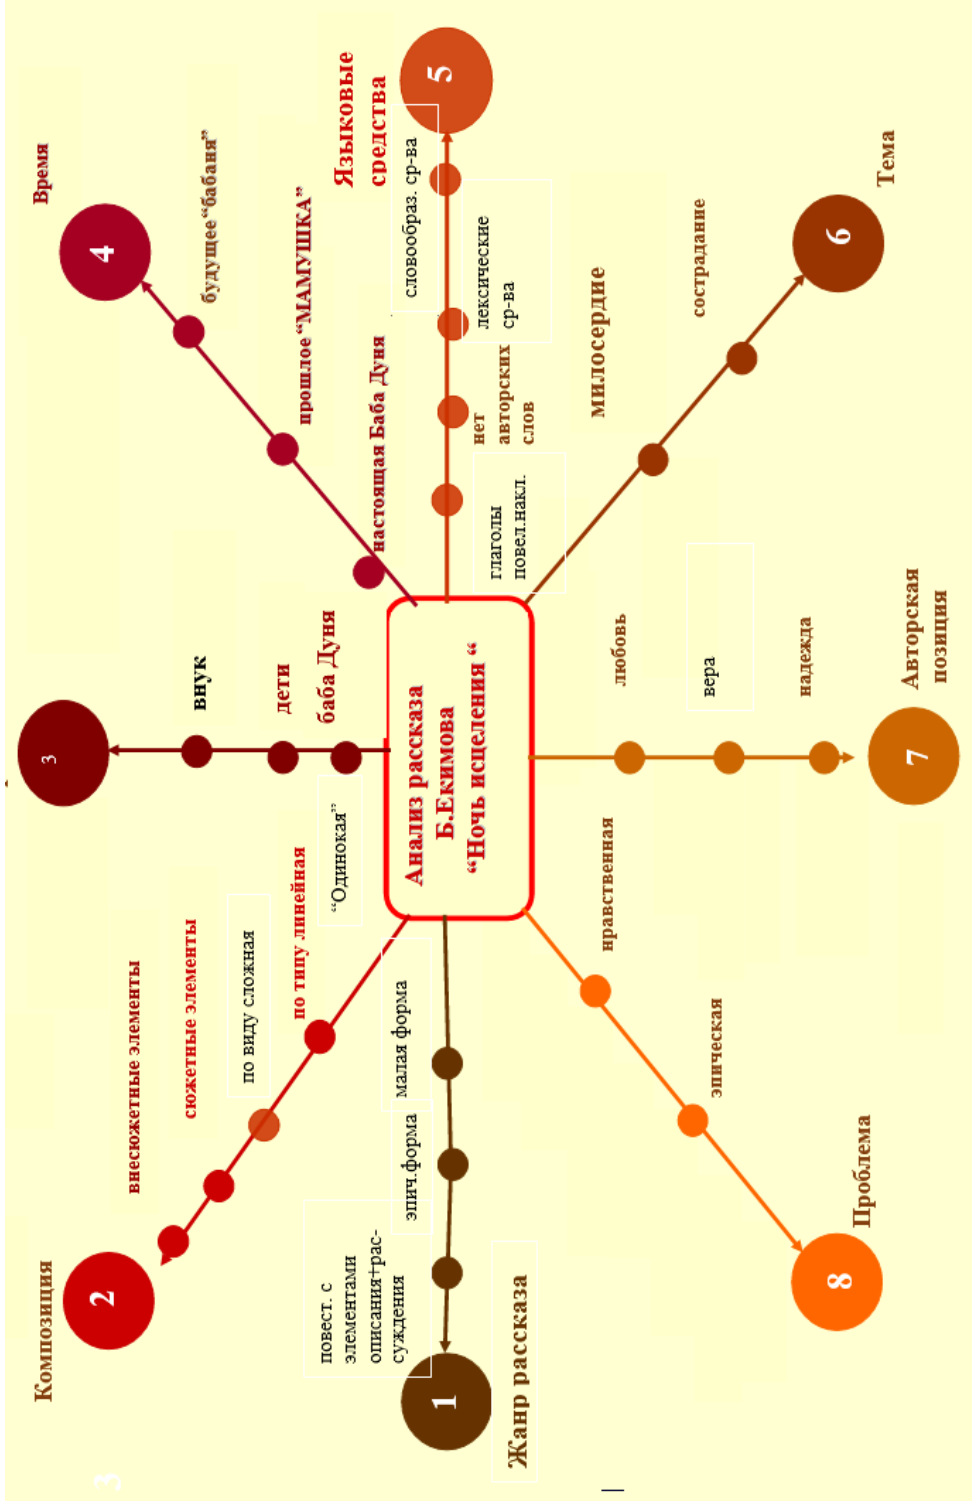 Анализ рассказа
Б.Екимова
“Ночь исцеления “
1
Жанр рассказа
малая форма
эпич.форма
повест. с
элементами
описания+рас-
суждения
2
Композиция
по типу линейная
по виду сложная
сюжетные элементы
внесюжетные элементы
3
“Одинокая”
баба Дуня
дети
внук
4
Время
настоящая Баба Дуня
прошлое “МАМУШКА”
будущее“бабаня”
5
Языковые
средства
глаголы
повел.накл.
нет
авторских
слов
лексические
ср-ва
словообраз. ср-ва
6
Тема
милосердие
сострадание
7
Авторская
позиция
любовь
вера
надежда
8
Проблема
нравственная
эпическая
3